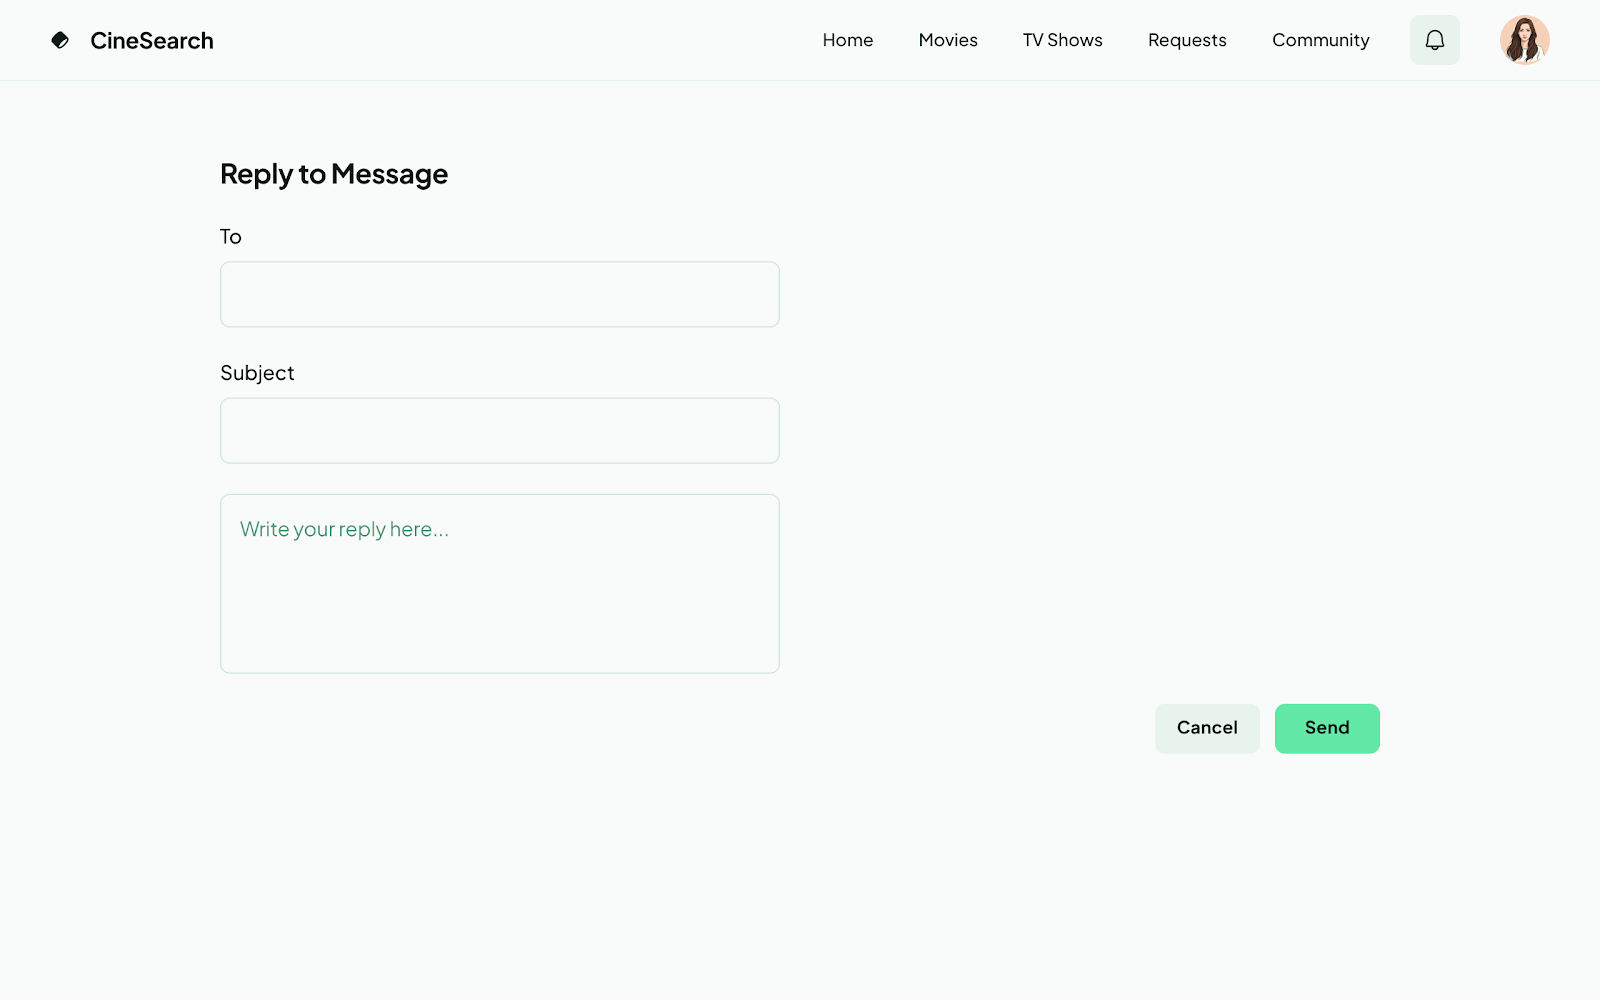 CineSearch
Home
Movies
TV Shows
Requests
Community
Reply to Message
To
Subject
Write your reply here...
Cancel
Send